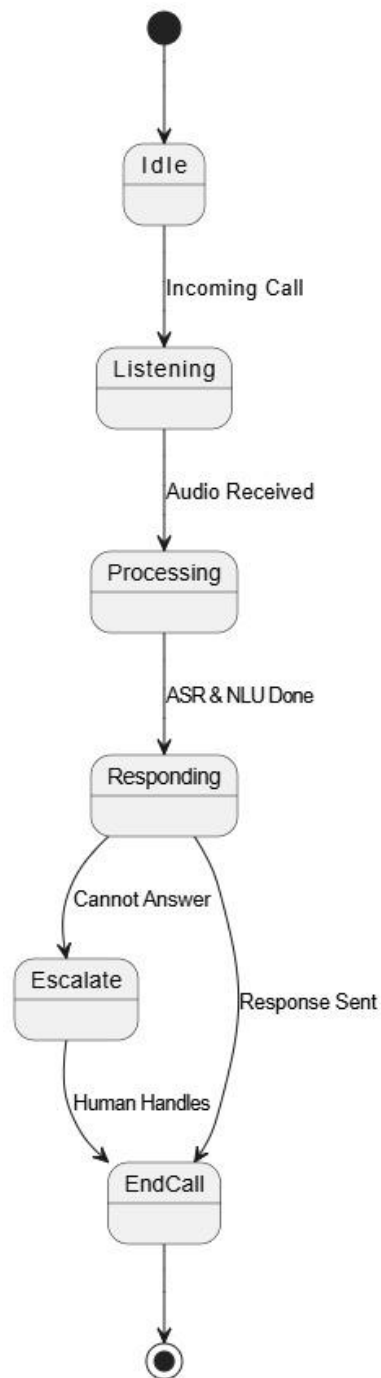 Idle
Incoming Call
Listening
Audio Received
Processing
ASR & NLU Done
Responding
Cannot Answer
Escalate
Response Sent
Human Handles
EndCall